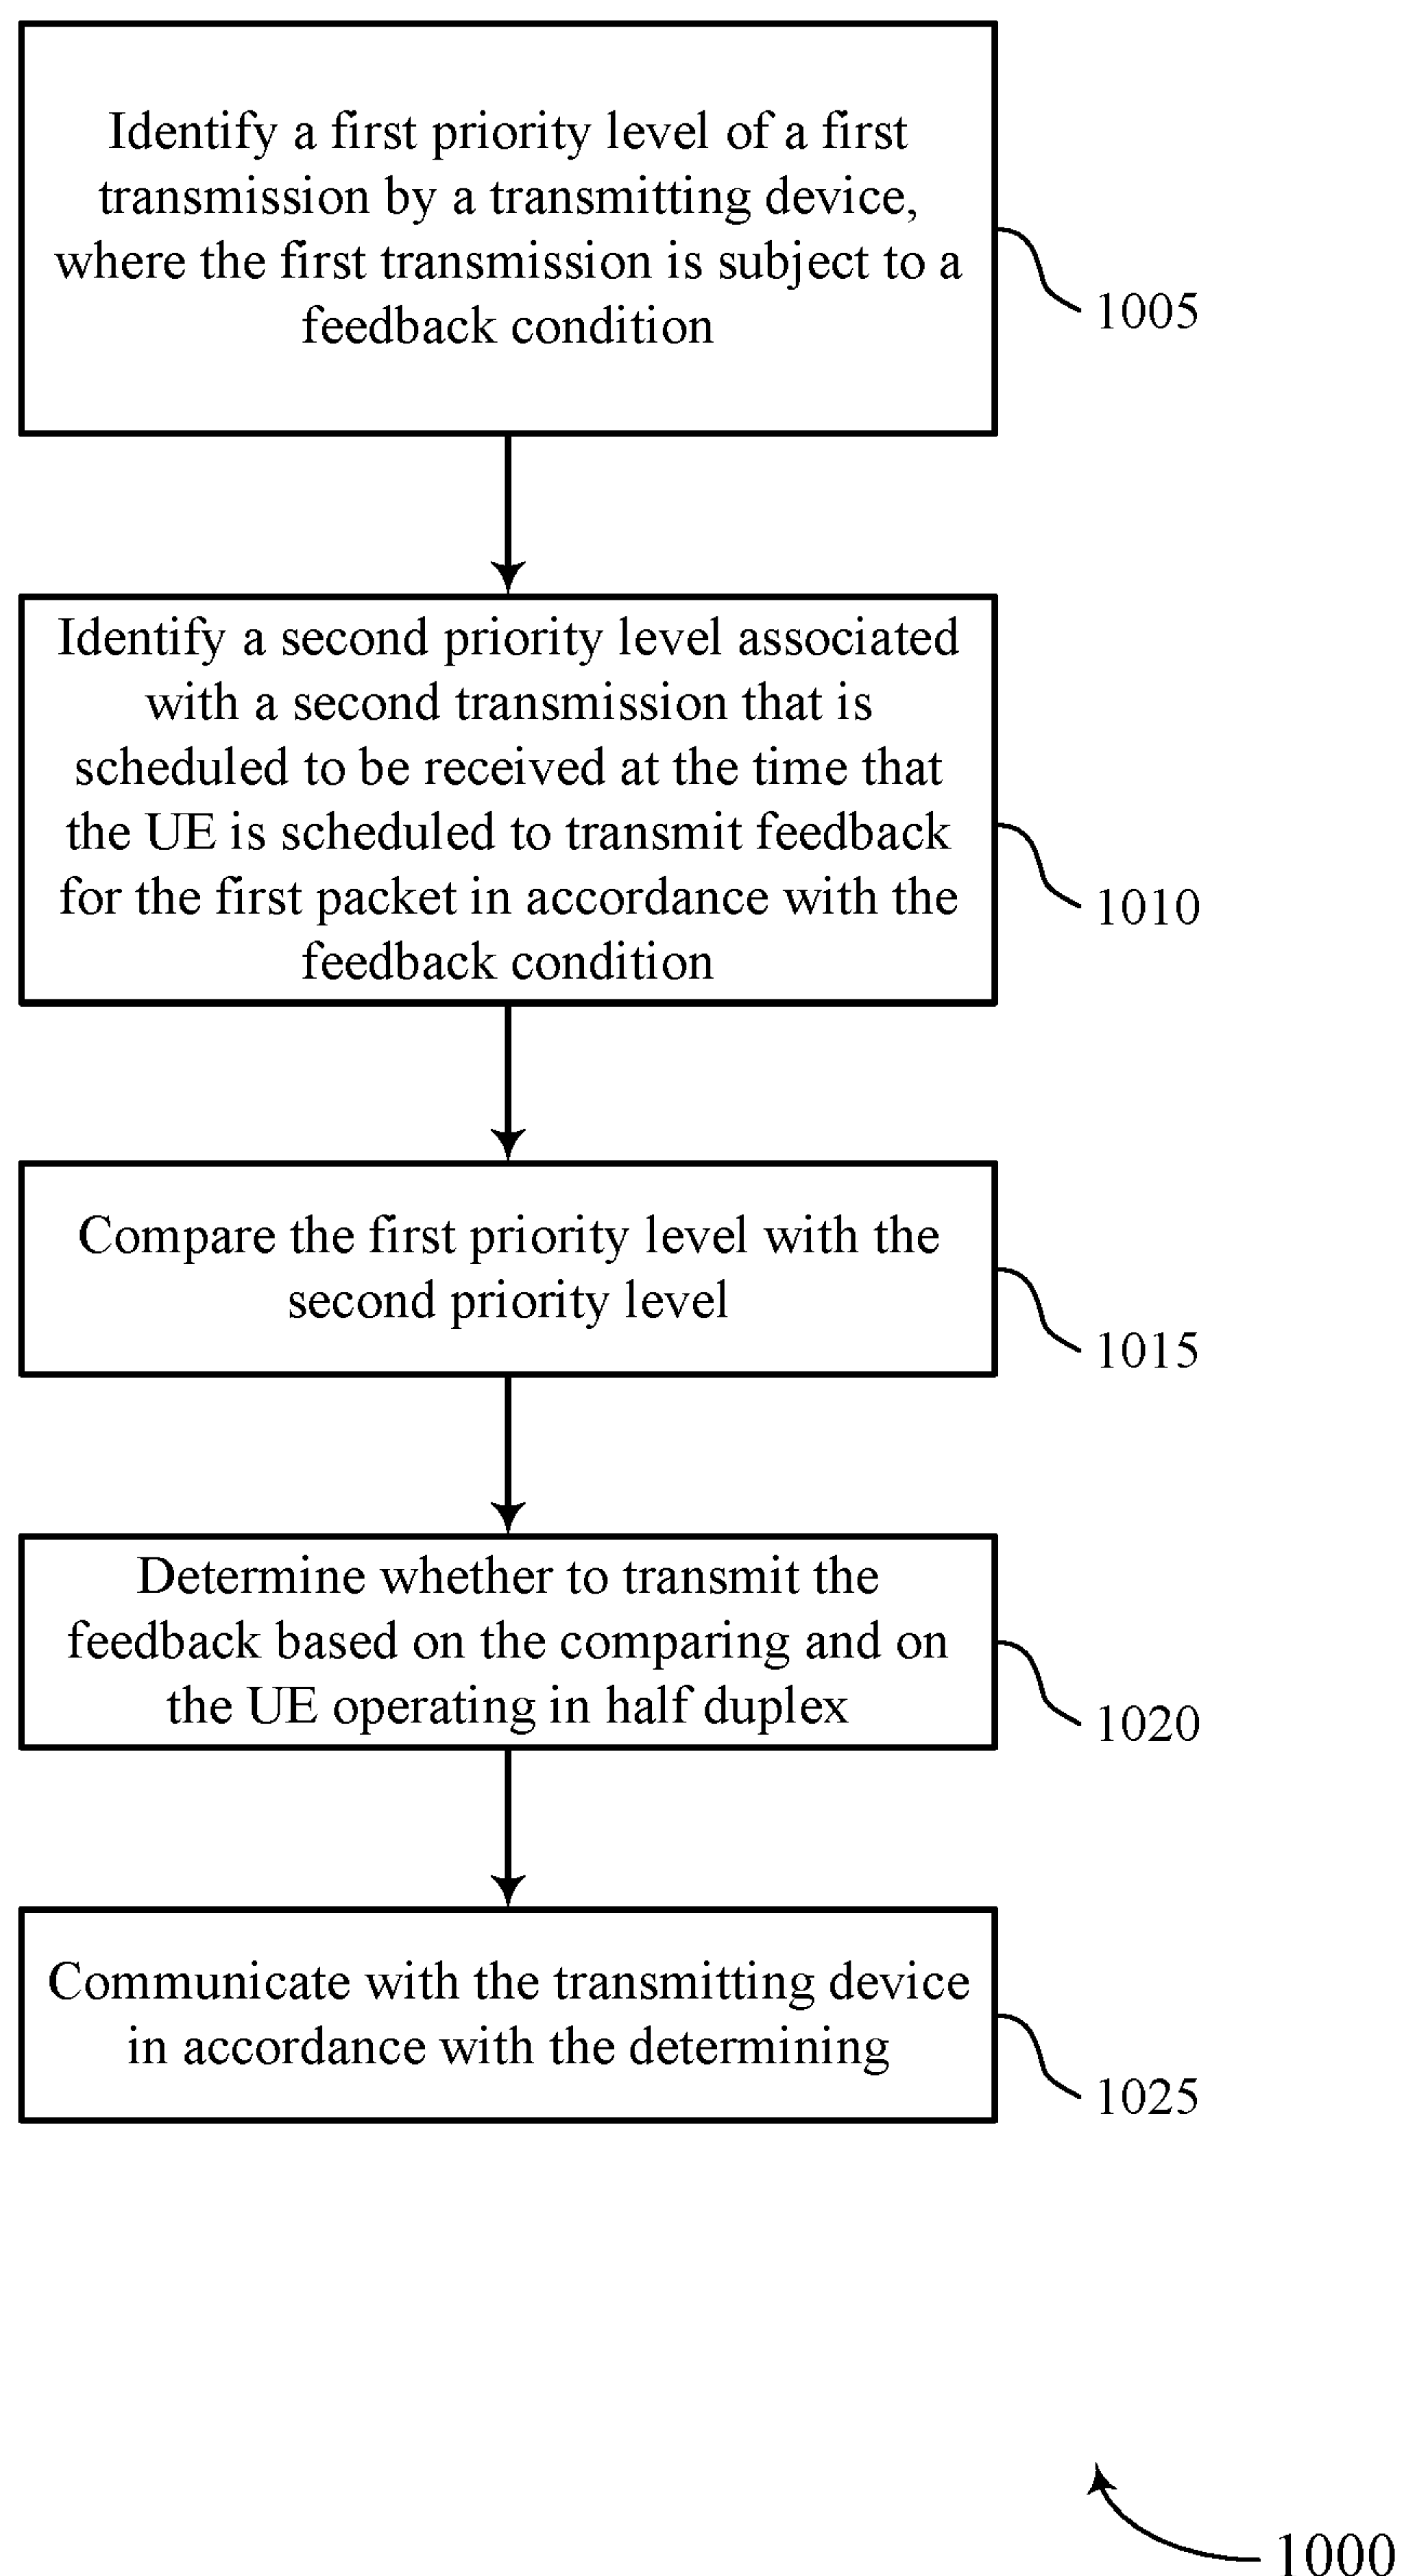 Identify a first priority level of a first
transmission by a transmitting device,
where the first transmission is subject to a
feedback condition
1005
Identify a second priority level associated
with a second transmission that is
scheduled to be received at the time that
the UE is scheduled to transmit feedback
for the first packet in accordance with the
feedback condition
1010
Compare the first priority level with the
second priority level
1015
Determine whether to transmit the
feedback based on the comparing and on
the UE operating in half duplex
1020
Communicate with the transmitting device
in accordance with the determining
1025
1000